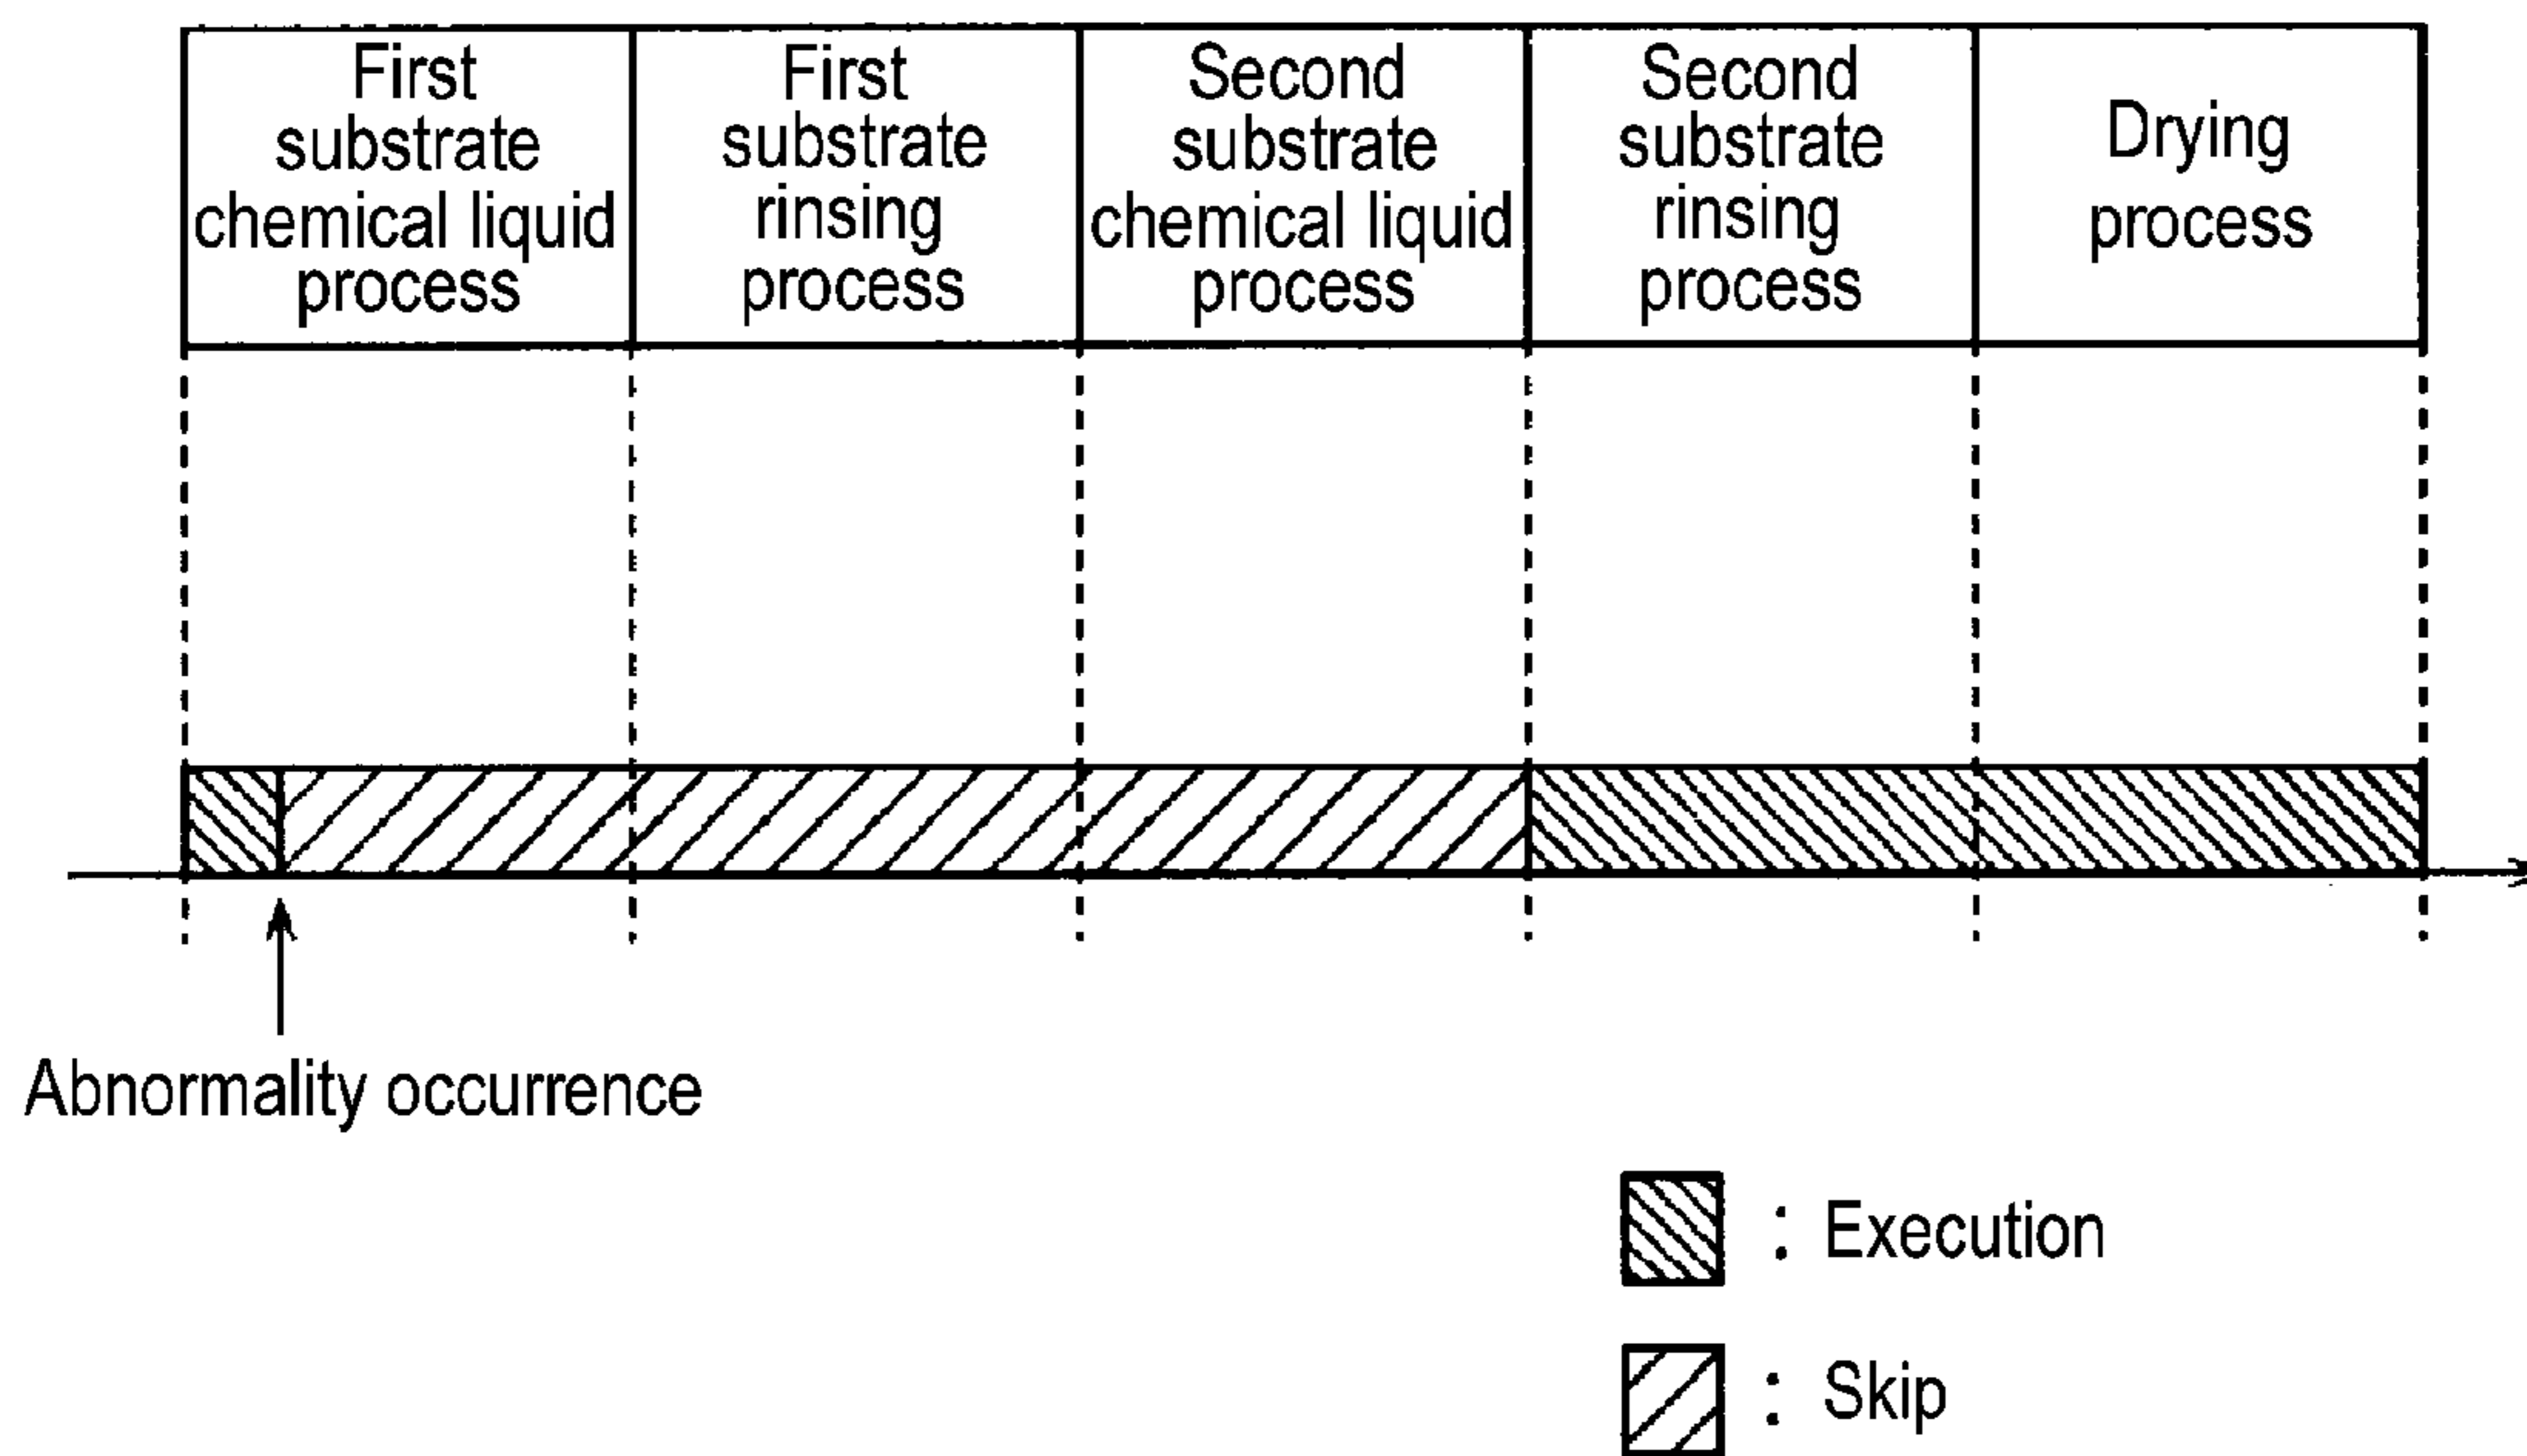 First
substrate
chemical liquid
process
First
substrate
rinsing
process
Second
substrate
chemical liquid
process
Second
substrate
rinsing
process
Drying
process
Abnormality occurrence
: Execution
: Skip